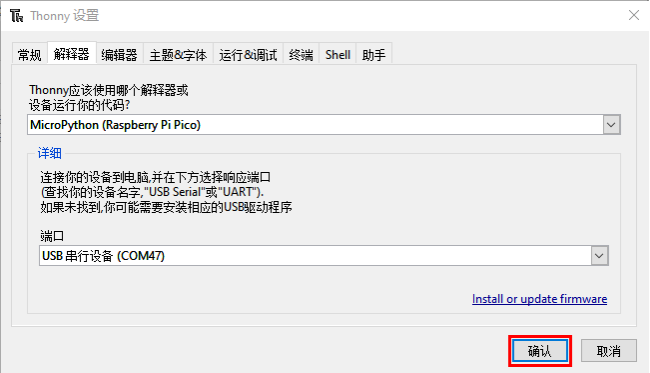 Thonny 设置
常规 解释器 编辑器 主题&字体 运行&调试 终端 Shell 助手
Thonny应该使用哪个解释器或
设备运行你的代码?
MicroPython (Raspberry Pi Pico)
详细
连接你的设备到电脑,并在下方选择响应端口
(查找你的设备名字,"USB Serial"或"UART").
如果未找到,你可能需要安装相应的USB驱动程序
端口
USB 串行设备 (COM47)
Install or update firmware
确认 取消